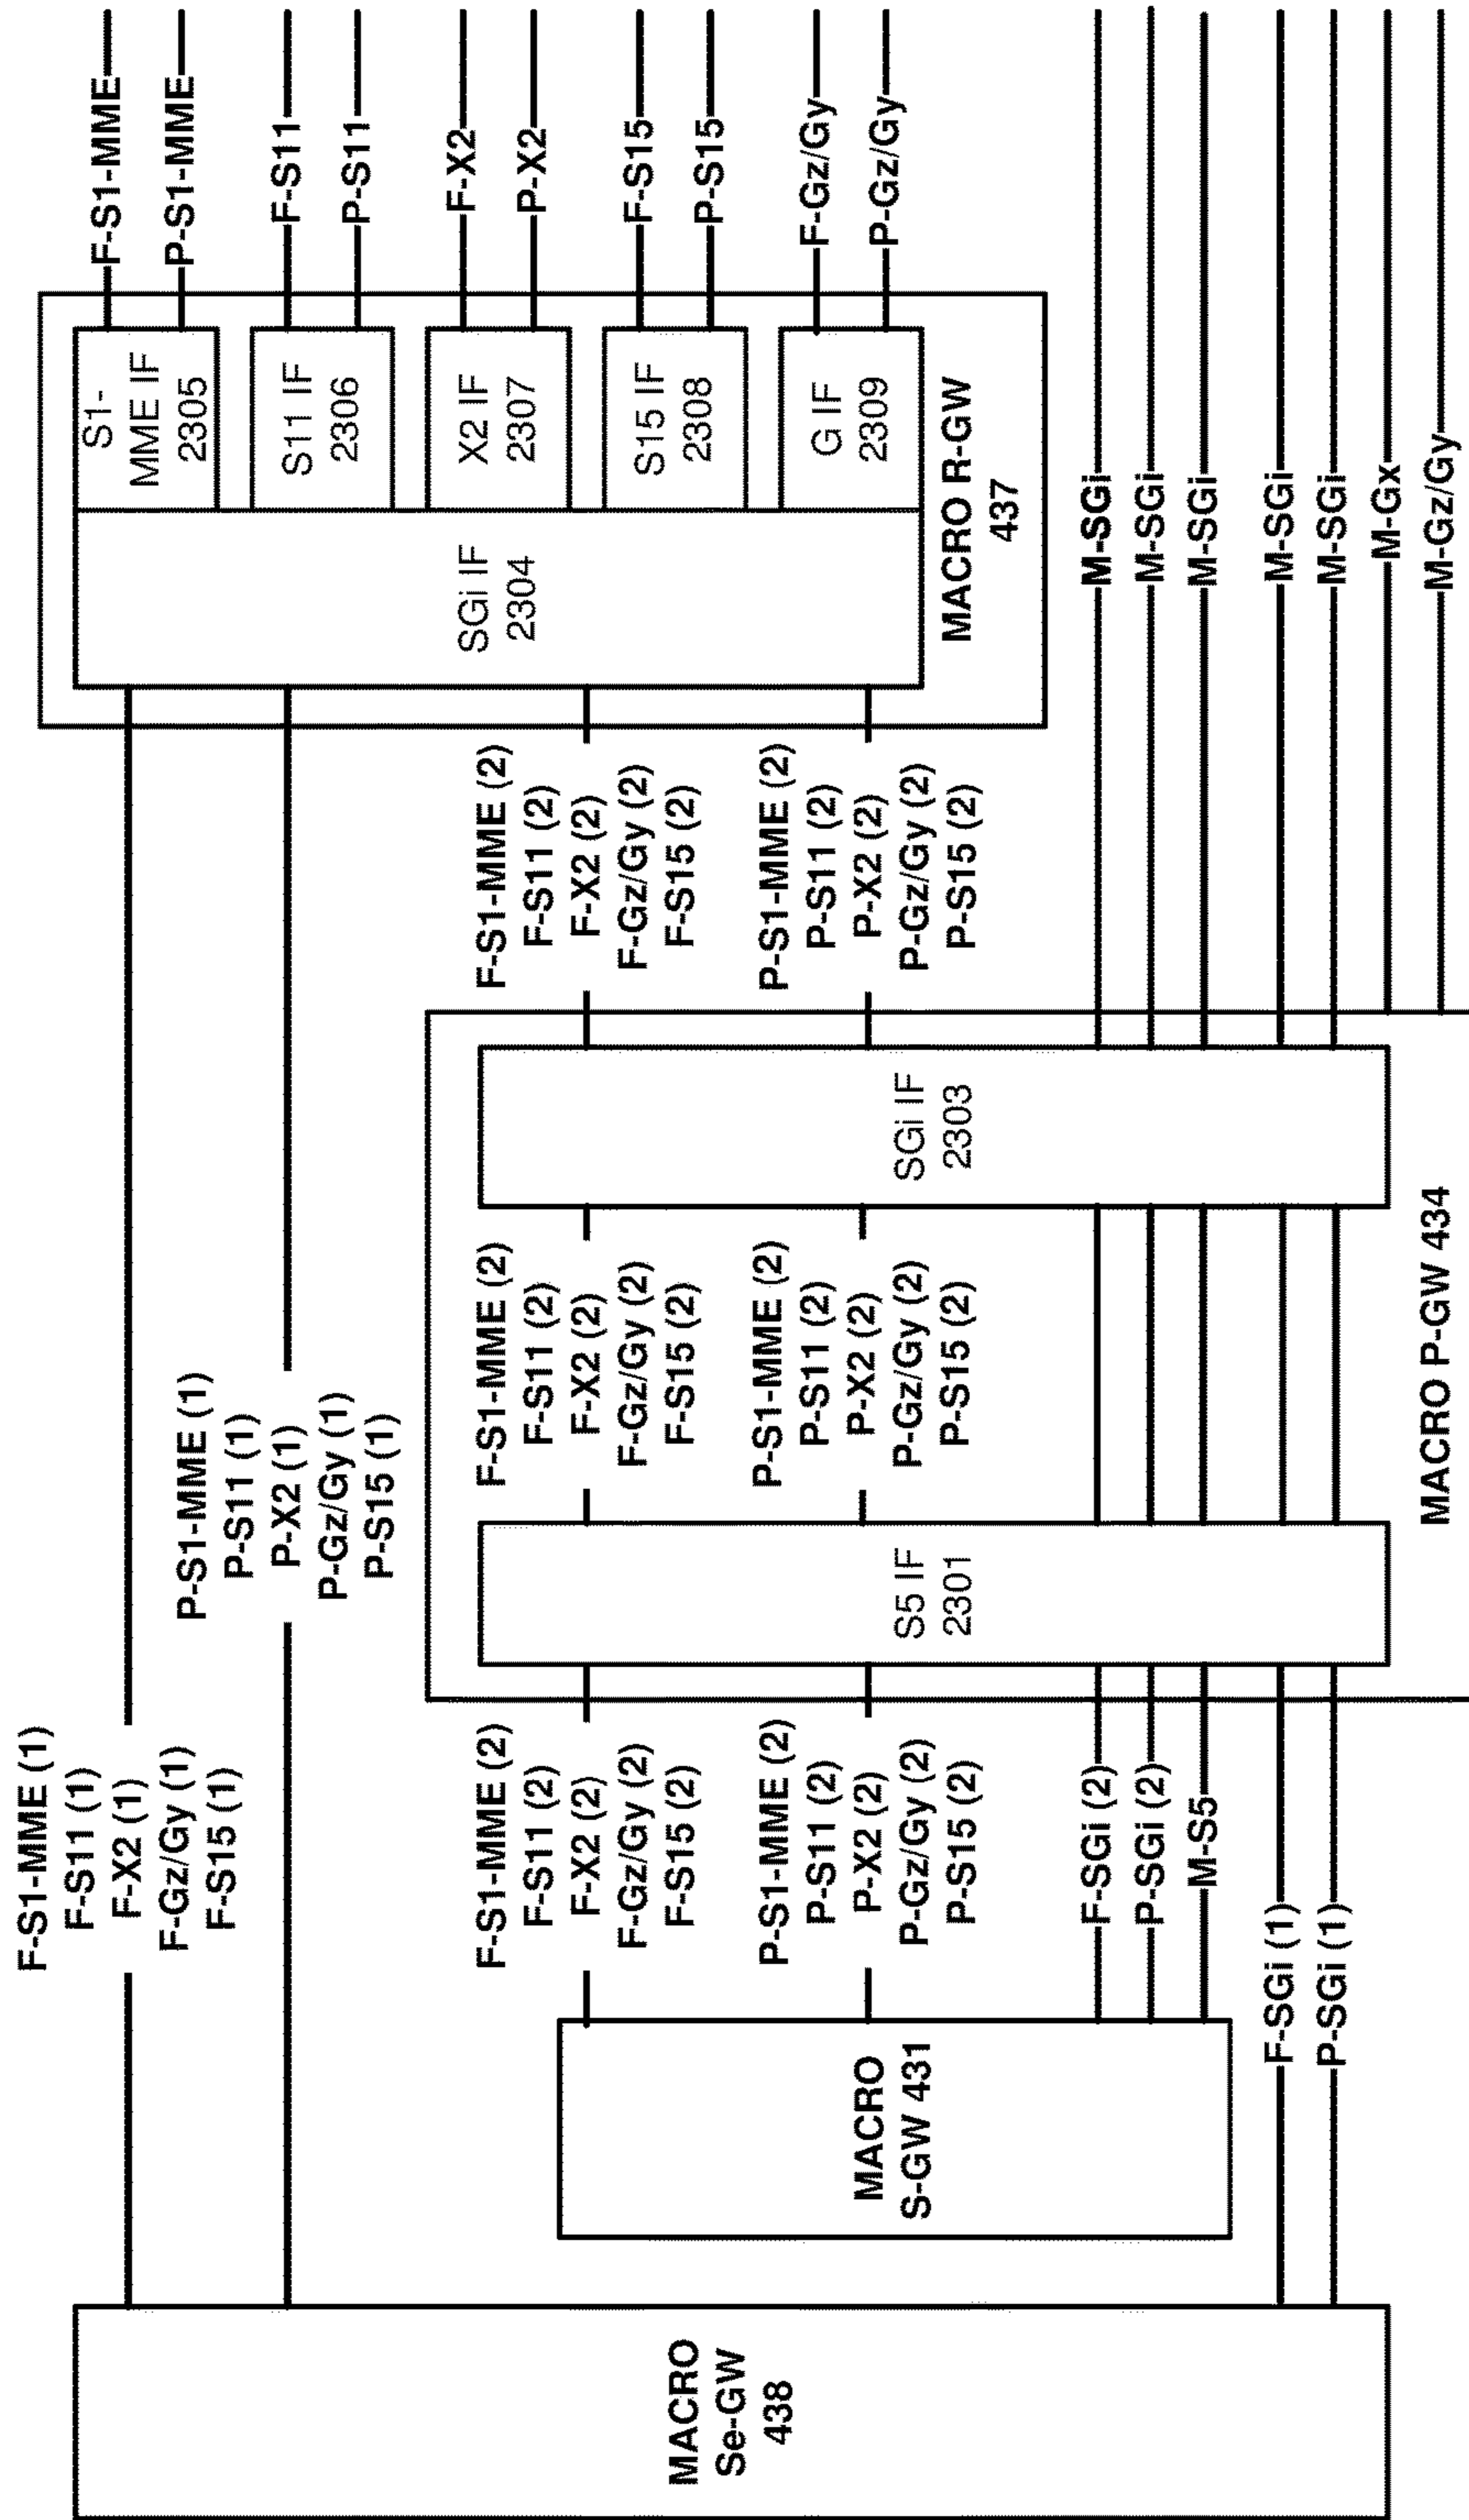 F-S1-MME
P-S1-MME
F-S11
P-S11
F-X2
P-X2
F-S15
P-S15
F-Gz/Gy
P-Gz/Gy
S1-
MME IF
2305
S11 IF
2306
X2 IF
2307
S15 IF
2308
G IF
2309
SGi IF
2304
MACRO R-GW
437
M-SGi
M-SGi
M-SGi
M-SGi
M-SGi
M-Gx
M-Gz/Gy
F-S1-MME (2)
F-S11 (2)
F-X2 (2)
F-Gz/Gy (2)
F-S15 (2)
P-S1-MME (2)
P-S11 (2)
P-X2 (2)
P-Gz/Gy (2)
P-S15 (2)
SGi IF
2303
F-S1-MME (2)
F-S11 (2)
F-X2 (2)
F-Gz/Gy (2)
F-S15 (2)
P-S1-MME (2)
P-S11 (2)
P-X2 (2)
P-Gz/Gy (2)
P-S15 (2)
S5 IF
2301
MACRO P-GW 434
P-S1-MME (1)
P-S11 (1)
P-X2 (1)
P-Gz/Gy (1)
P-S15 (1)
F-S1-MME (1)
F-S11 (1)
F-X2 (1)
F-Gz/Gy (1)
F-S15 (1)
F-S1-MME (2)
F-S11 (2)
F-X2 (2)
F-Gz/Gy (2)
F-S15 (2)
P-S1-MME (2)
P-S11 (2)
P-X2 (2)
P-Gz/Gy (2)
P-S15 (2)
F-SGi (2)
P-SGi (2)
M-S5
F-SGi (1)
P-SGi (1)
MACRO
S-GW 431
MACRO
Se-GW
438